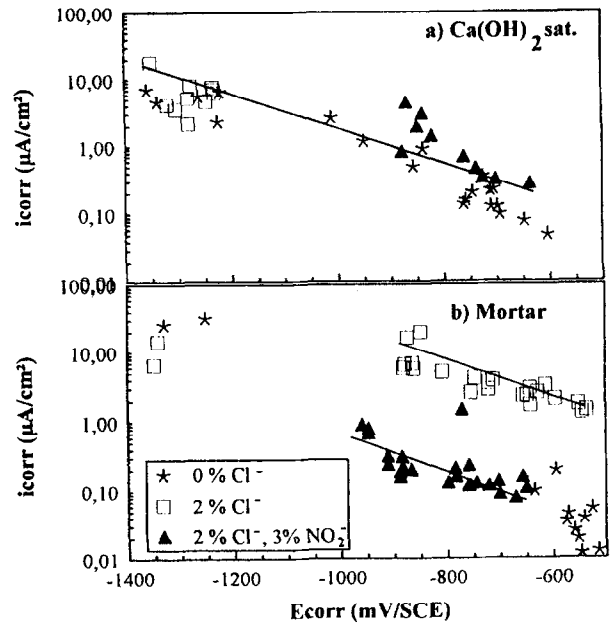 a) Ca(OH)2 sat.
100,00
10,00
1,00
0,10
0,01
icorr (µA/cm²)
b) Mortar
100,00
10,00
1,00
0,10
0,01
icorr (µA/cm²)
0 % Cl⁻
2 % Cl⁻
2 % Cl⁻, 3% NO2⁻
-1400 -1200 -1000 -800 -600
Ecorr (mV/SCE)